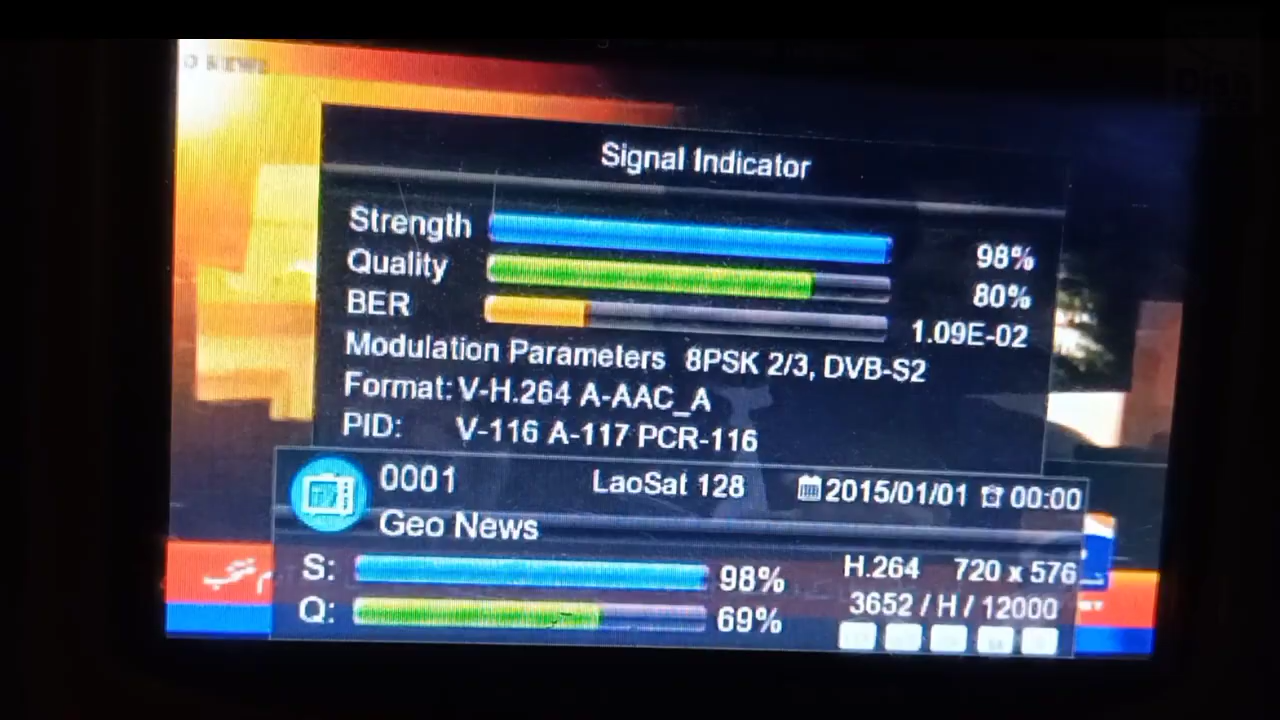 NEWS
Signal Indicator
Strength 98%
Quality 80%
BER 1.09E-02
Modulation Parameters 8PSK 2/3, DVB-S2
Format: V-H.264 A-AAC_A
PID: V-116 A-117 PCR-116
0001 LaoSat 128 2015/01/01 00:00
Geo News
S: 98% H.264 720 x 576
Q: 69% 3652 / H / 12000